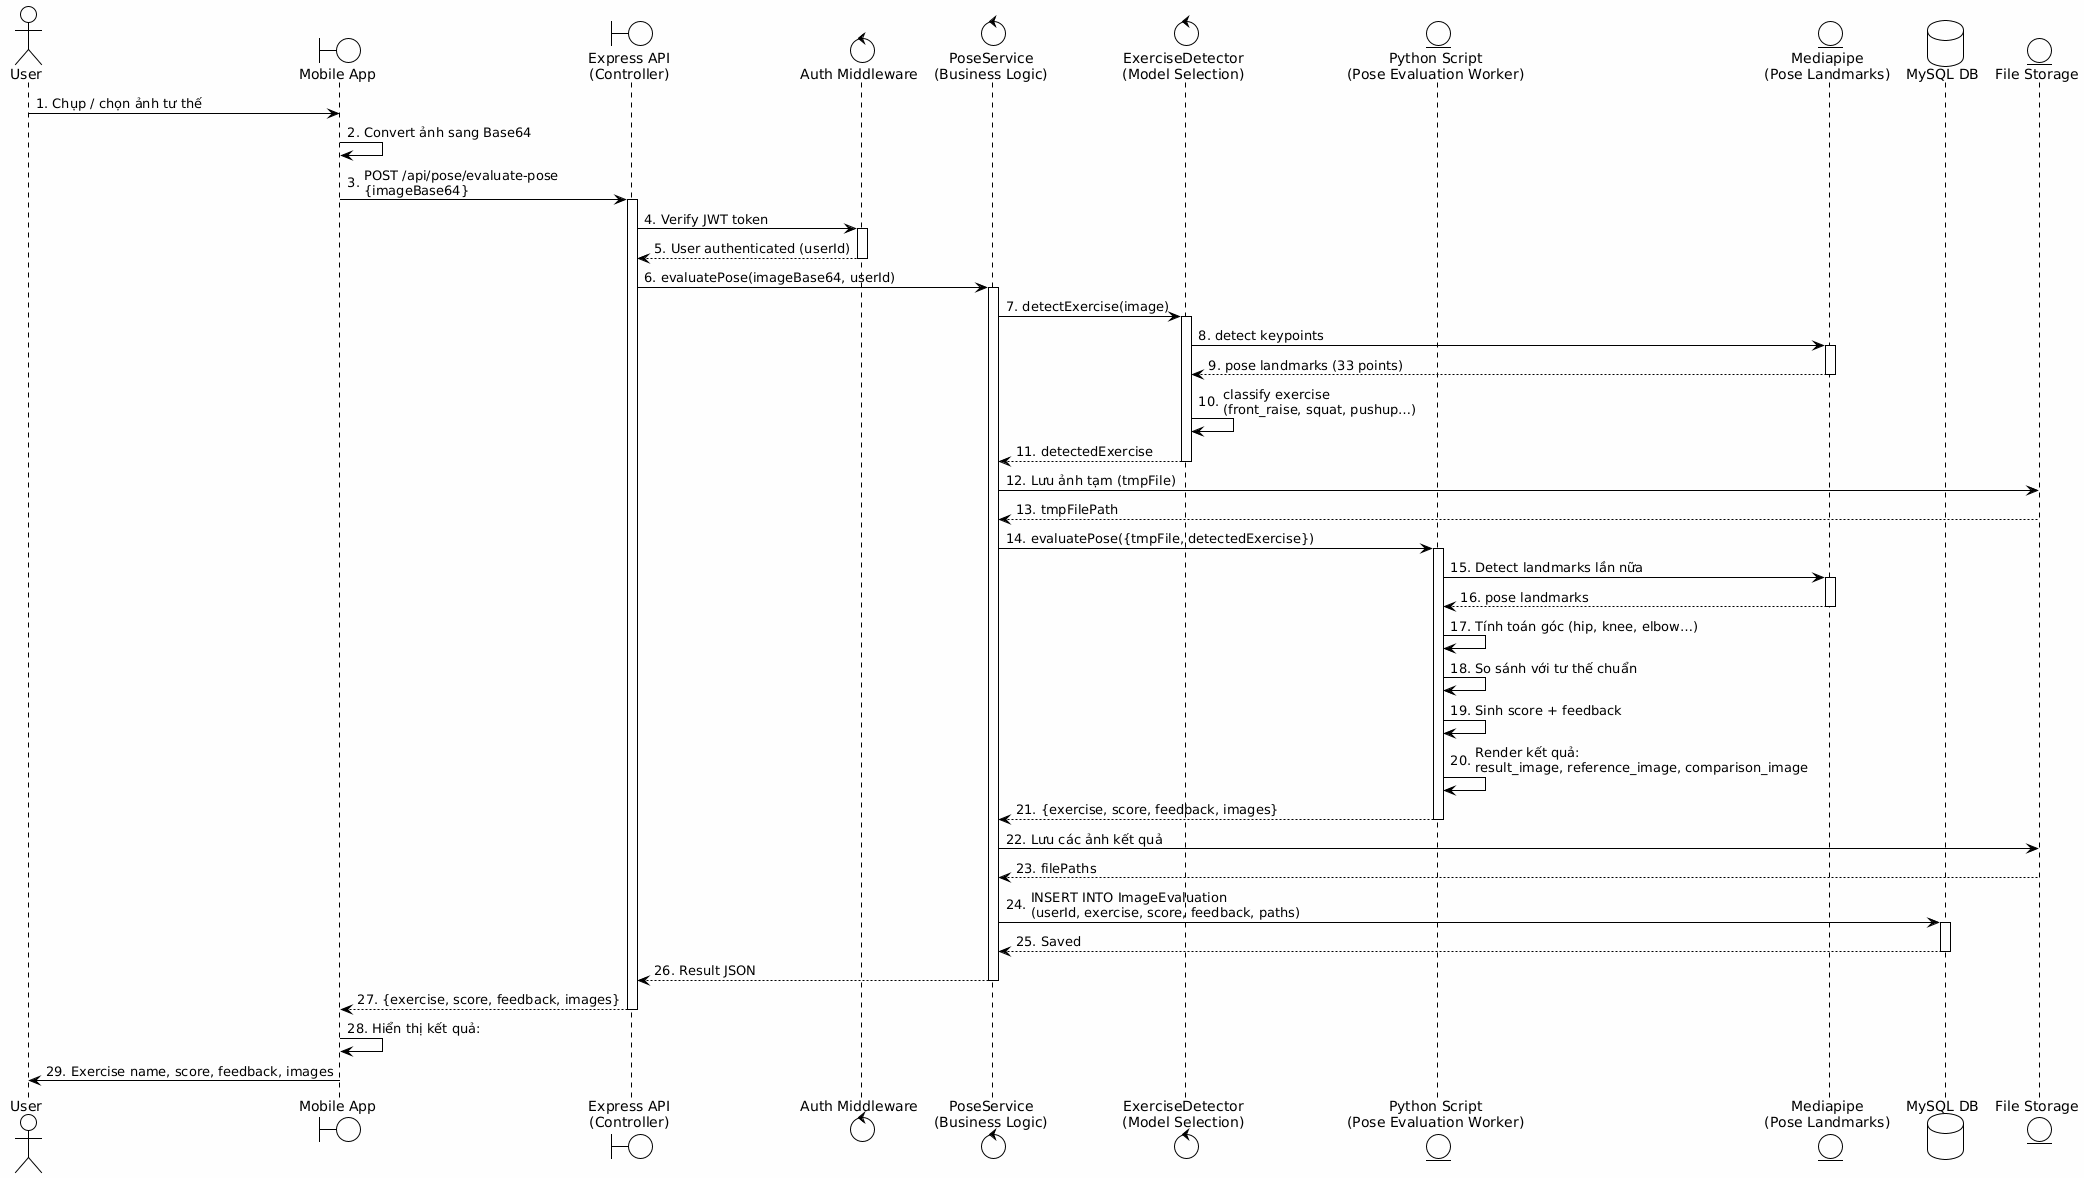 User
Mobile App
Express API
(Controller)
Auth Middleware
PoseService
(Business Logic)
ExerciseDetector
(Model Selection)
Python Script
(Pose Evaluation Worker)
Mediapipe
(Pose Landmarks)
MySQL DB
File Storage
1. Chụp / chọn ảnh tư thế
2. Convert ảnh sang Base64
3. POST /api/pose/evaluate-pose
{imageBase64}
4. Verify JWT token
5. User authenticated (userId)
6. evaluatePose(imageBase64, userId)
7. detectExercise(image)
8. detect keypoints
9. pose landmarks (33 points)
10. classify exercise
(front_raise, squat, pushup...)
11. detectedExercise
12. Lưu ảnh tạm (tmpFile)
13. tmpFilePath
14. evaluatePose({tmpFile, detectedExercise})
15. Detect landmarks lần nữa
16. pose landmarks
17. Tính toán góc (hip, knee, elbow...)
18. So sánh với tư thế chuẩn
19. Sinh score + feedback
20. Render kết quả:
result_image, reference_image, comparison_image
21. {exercise, score, feedback, images}
22. Lưu các ảnh kết quả
23. filePaths
24. INSERT INTO ImageEvaluation
(userId, exercise, score, feedback, paths)
25. Saved
26. Result JSON
27. {exercise, score, feedback, images}
28. Hiển thị kết quả:
29. Exercise name, score, feedback, images
User
Mobile App
Express API
(Controller)
Auth Middleware
PoseService
(Business Logic)
ExerciseDetector
(Model Selection)
Python Script
(Pose Evaluation Worker)
Mediapipe
(Pose Landmarks)
MySQL DB
File Storage